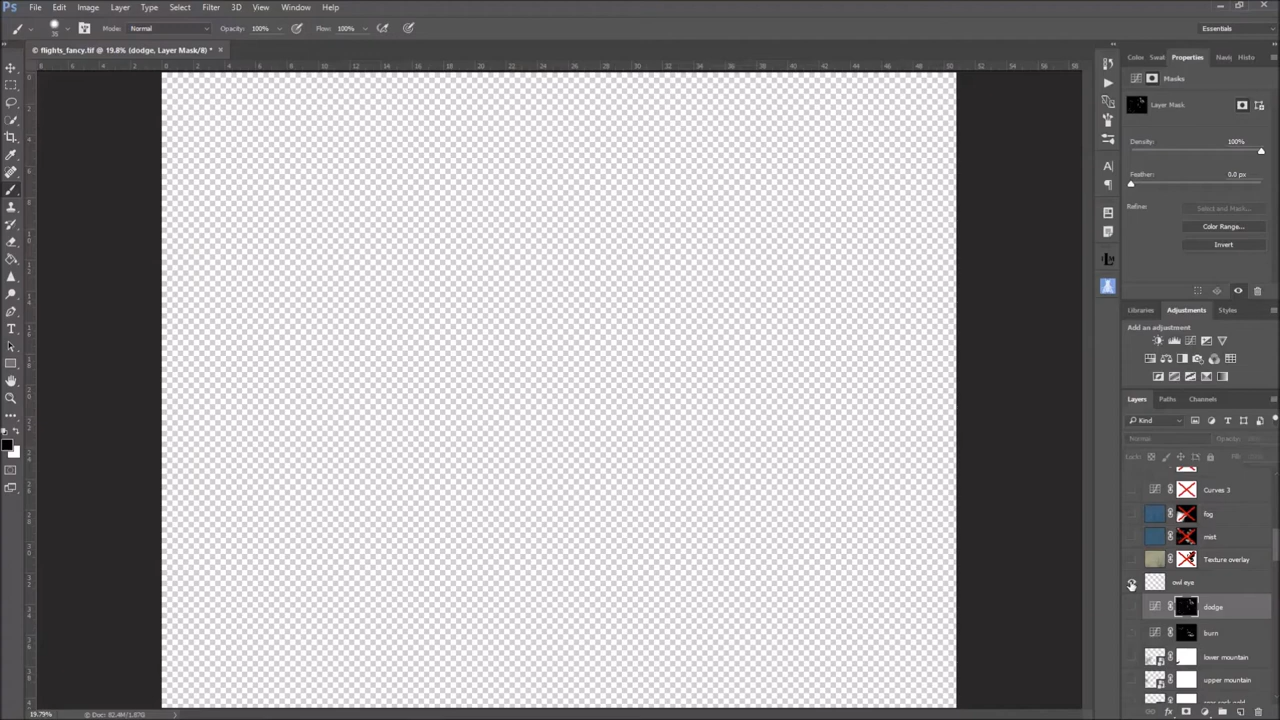 Ps File Edit Image Layer Type Select Filter 3D View Window Help
35 Mode: Normal Opacity: 100% Flow: 100% Essentials
© flights_fancy.tif @ 19.8% (dodge, Layer Mask/8) * ×
Color Swat Properties Navi Histo
Masks
Layer Mask
Density: 100%
Feather: 0.0 px
Refine: Select and Mask...
Color Range...
Invert
Libraries Adjustments Styles
Add an adjustment
Layers Paths Channels
Kind
Normal Opacity:
Lock: Fill:
Curves 3
fog
mist
Texture overlay
owl eye
dodge
burn
lower mountain
upper mountain
19.79% Doc: 82.4M/1.87G